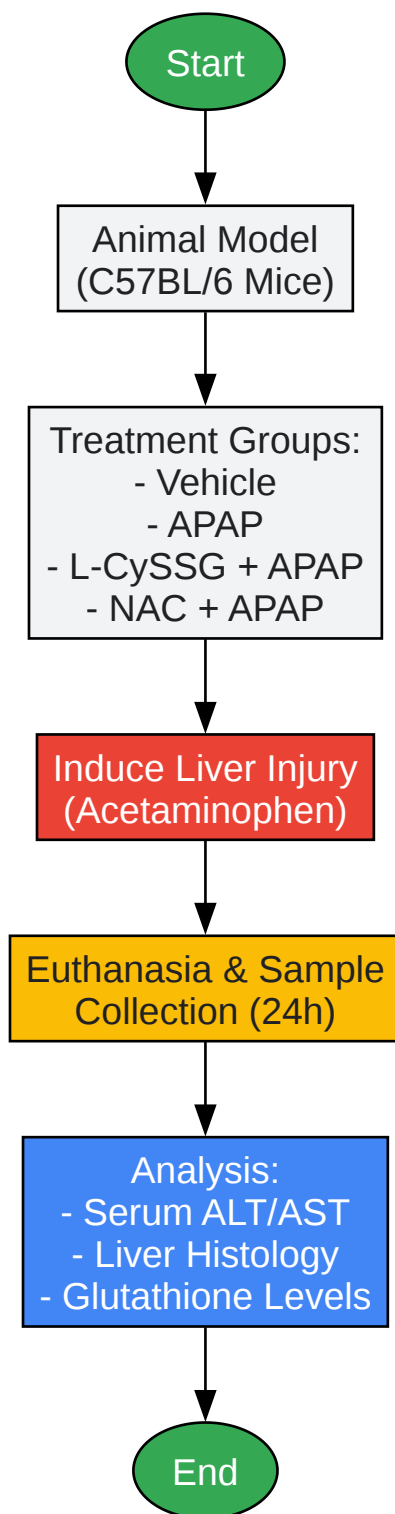 Start
Animal Model
(C57BL/6 Mice)
Treatment Groups:
- Vehicle
- APAP
- L-CySSG + APAP
- NAC + APAP
Induce Liver Injury
(Acetaminophen)
Euthanasia & Sample
Collection (24h)
Analysis:
- Serum ALT/AST
- Liver Histology
- Glutathione Levels
End